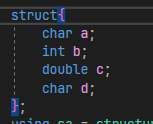 struct{
    char a;
    int b;
    double c;
    char d;
};